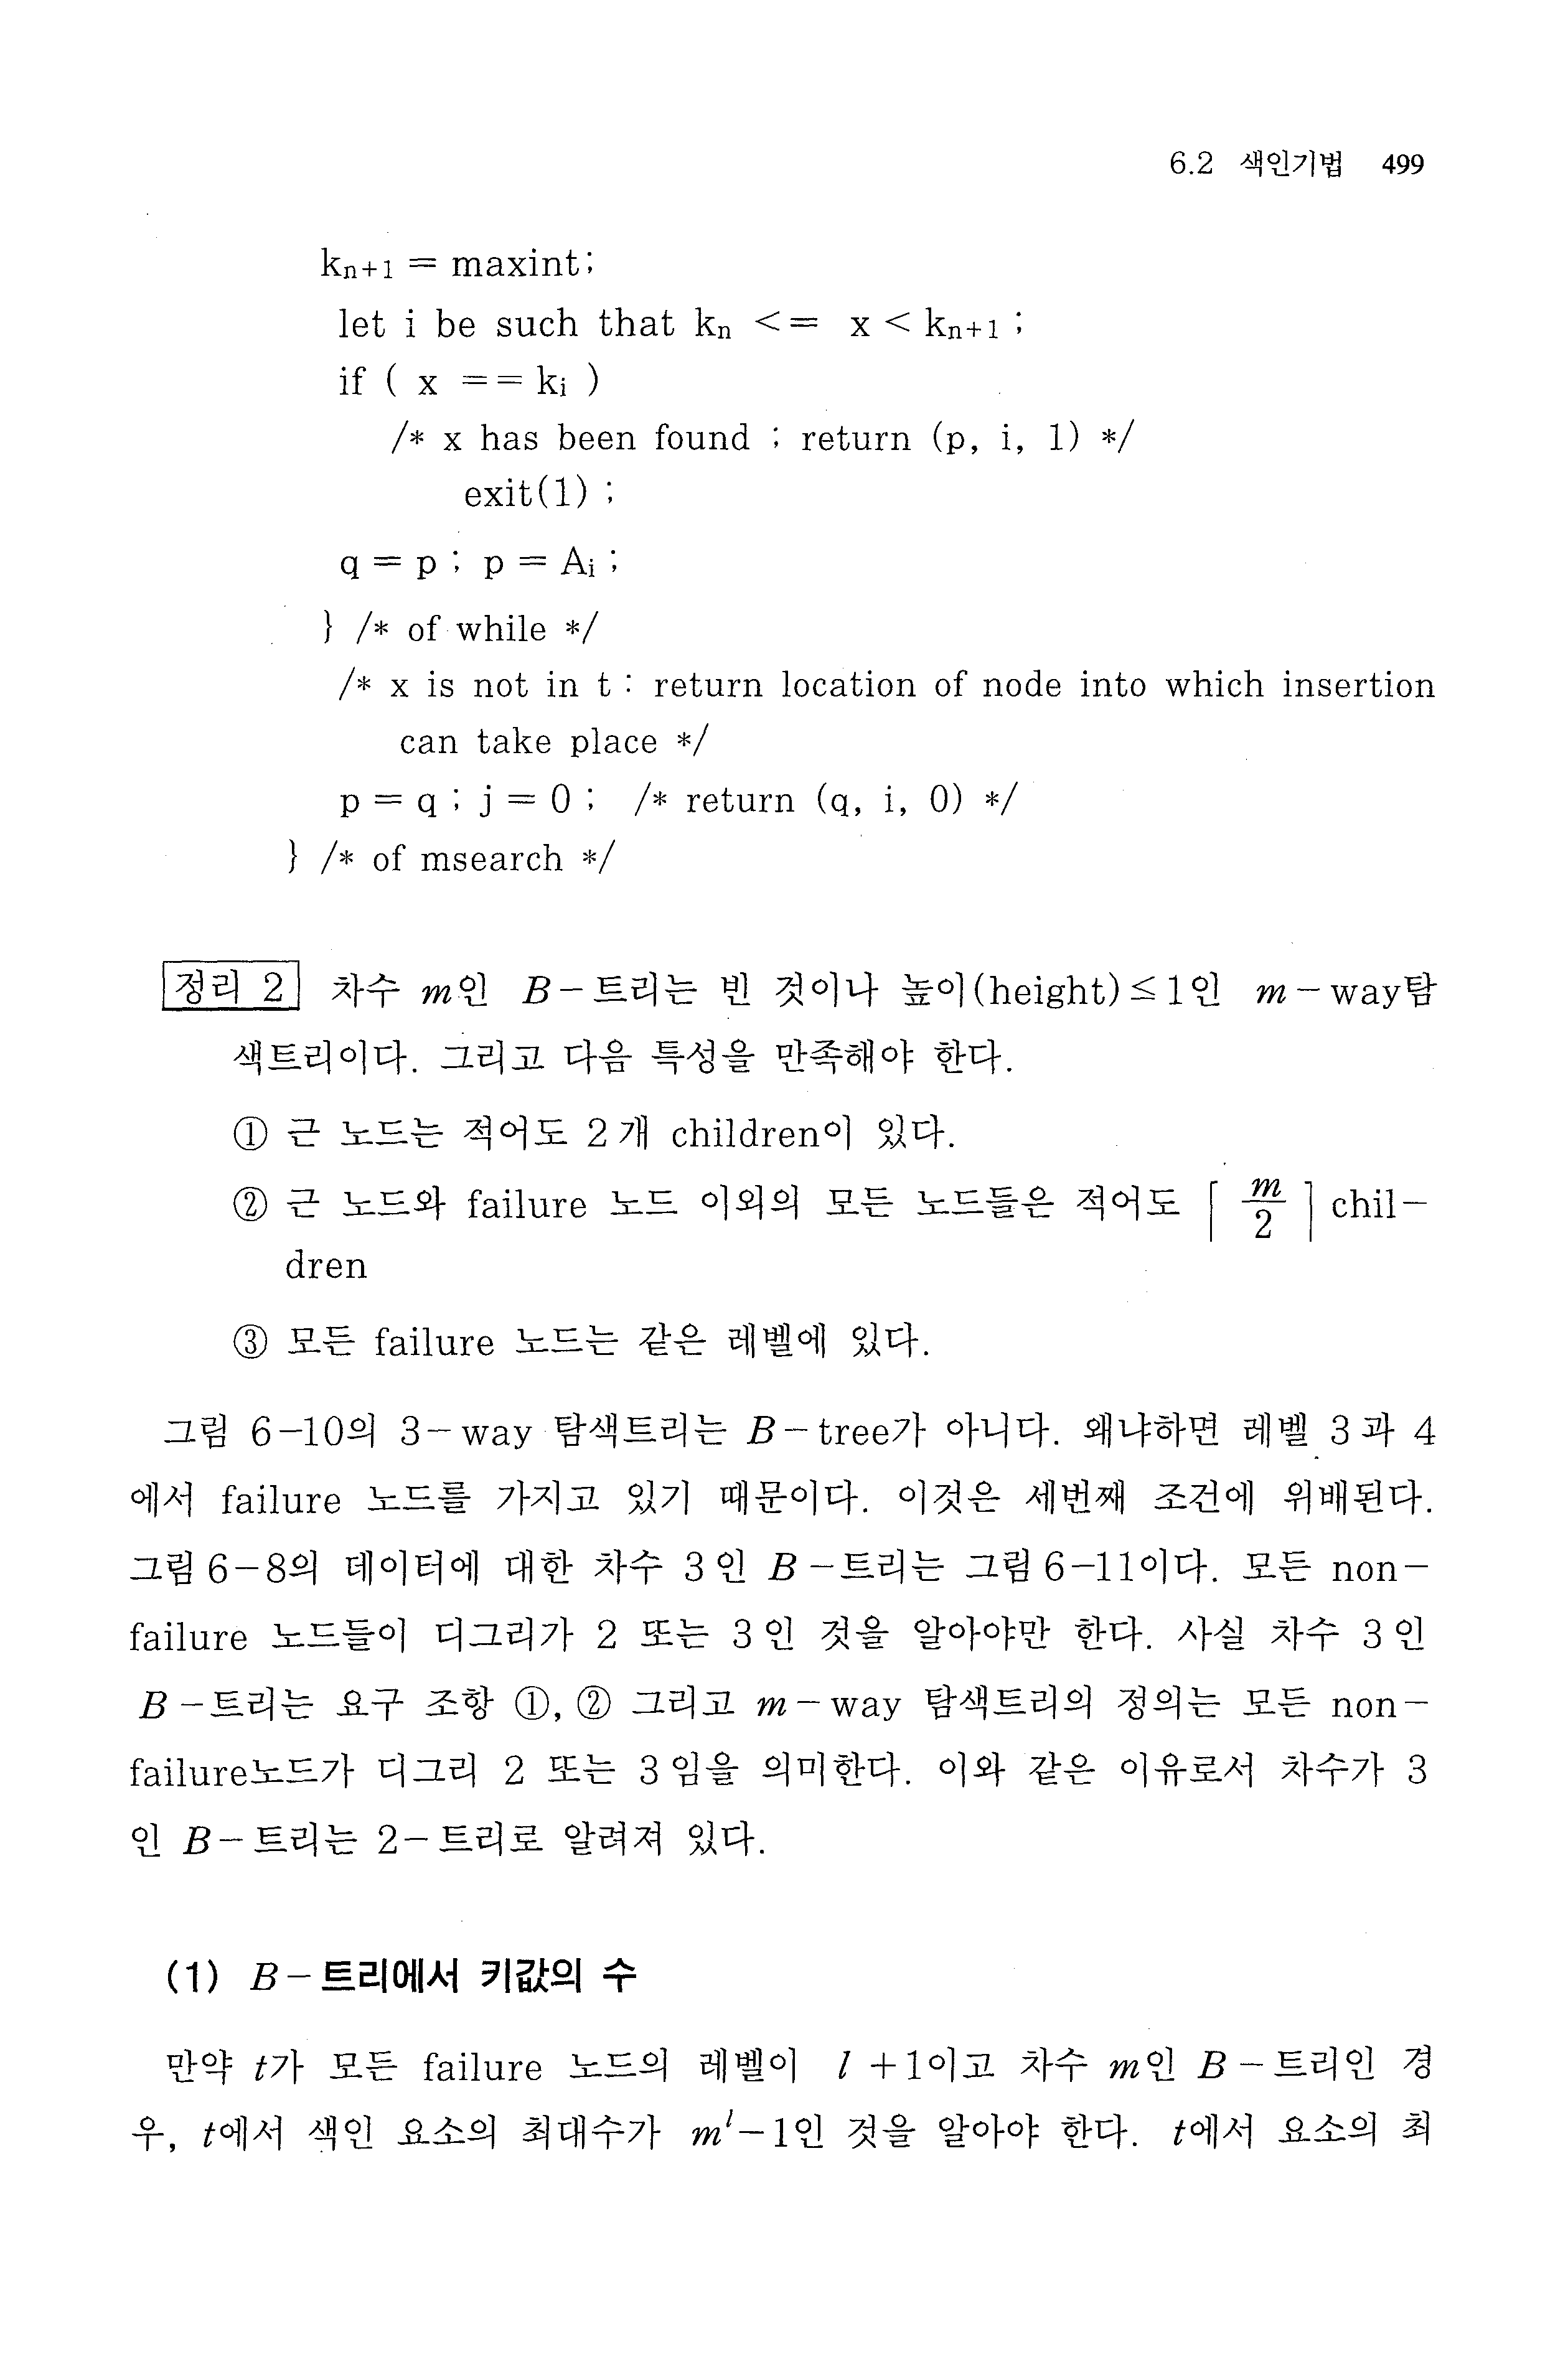 6.2 색인기법 499
kn+1 = maxint;
let i be such that kn <= x < kn+1 ;
if ( x == ki )
/* x has been found ; return (p, i, 1) */
exit(1) ;
q = p ; p = Ai ;
} /* of while */
/* x is not in t : return location of node into which insertion
can take place */
p = q ; j = 0 ; /* return (q, i, 0) */
} /* of msearch */
정리 2 차수 m인 B-트리는 빈 것이나 높이(height)≤1인 m-way탐
색트리이다. 그리고 다음 특성을 만족해야 한다.
① 근 노드는 적어도 2개 children이 있다.
② 근 노드와 failure 노드 이외의 모든 노드들은 적어도 ⌈m/2⌉ chil-
dren
③ 모든 failure 노드는 같은 레벨에 있다.
그림 6-10의 3-way 탐색트리는 B-tree가 아니다. 왜냐하면 레벨 3과 4
에서 failure 노드를 가지고 있기 때문이다. 이것은 세번째 조건에 위배된다.
그림 6-8의 데이터에 대한 차수 3인 B-트리는 그림 6-11이다. 모든 non-
failure 노드들이 디그리가 2 또는 3인 것을 알아야만 한다. 사실 차수 3인
B-트리는 요구 조항 ①, ② 그리고 m-way 탐색트리의 정의는 모든 non-
failure노드가 디그리 2 또는 3임을 의미한다. 이와 같은 이유로서 차수가 3
인 B-트리는 2-트리로 알려져 있다.
(1) B-트리에서 키값의 수
만약 t가 모든 failure 노드의 레벨이 l+1이고 차수 m인 B-트리인 경
우, t에서 색인 요소의 최대수가 m^l-1인 것을 알아야 한다. t에서 요소의 최